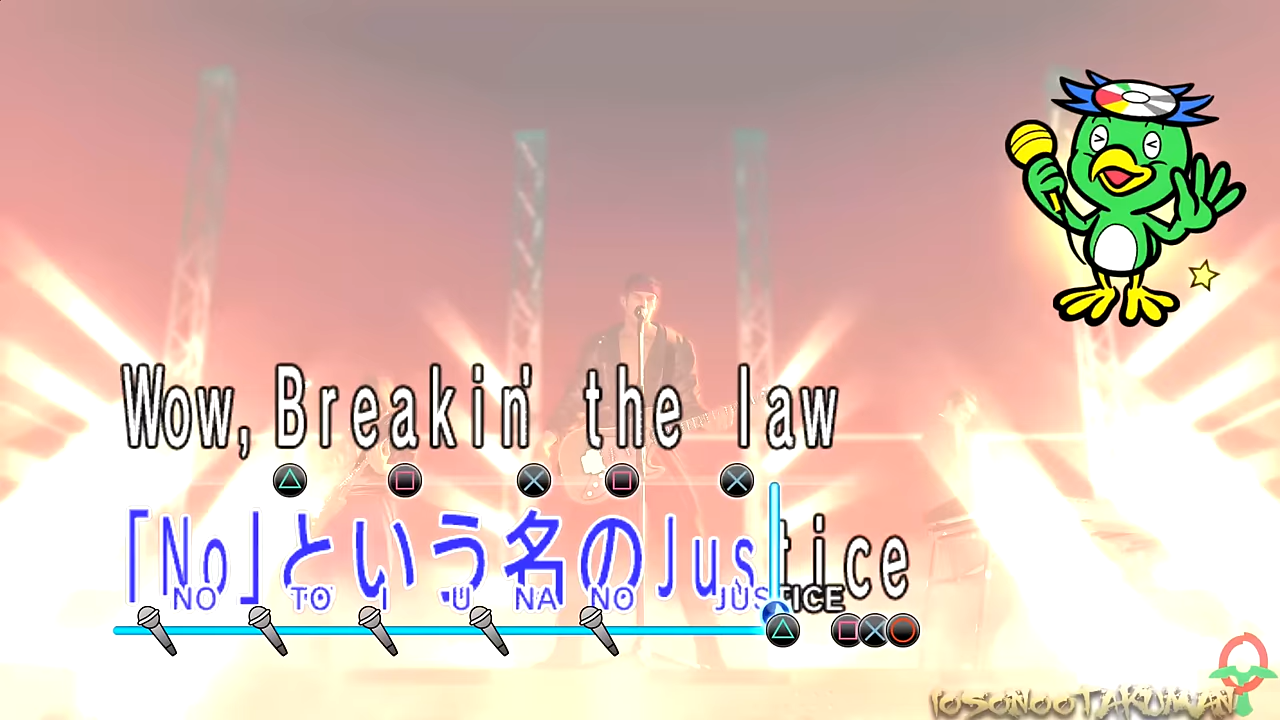 Wow, Breakin' the law
「No」という名のJustice
NO TO I U NA NO JUSTICE
IOSONOOTAKUMAN